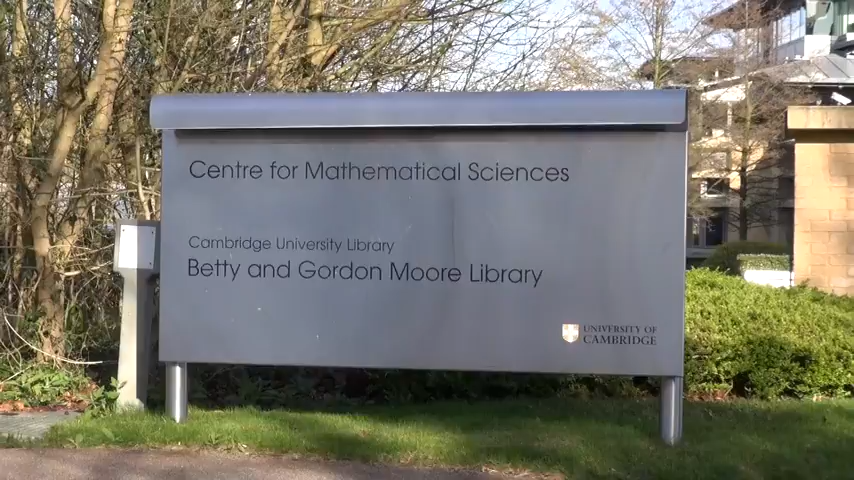 Centre for Mathematical Sciences
Cambridge University Library
Betty and Gordon Moore Library
UNIVERSITY OF
CAMBRIDGE